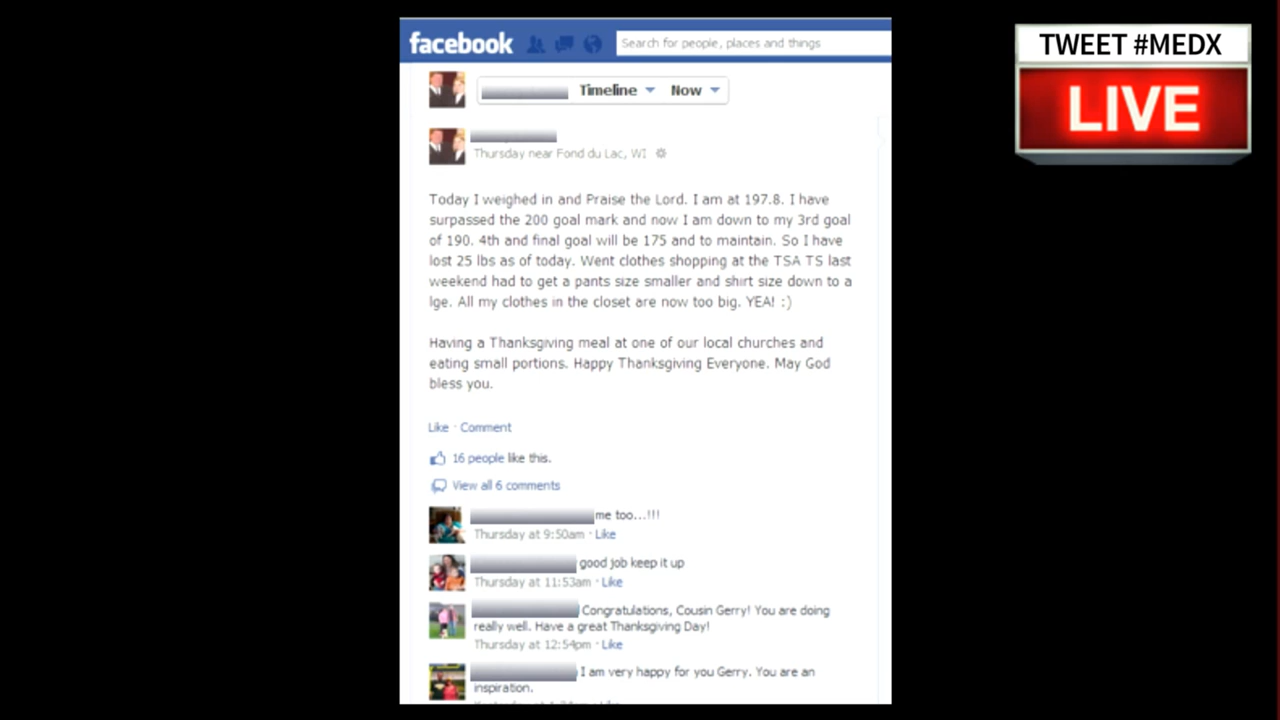 facebook
Search for people, places and things
TWEET #MEDX
LIVE
Timeline Now
Thursday near Fond du Lac, WI
Today I weighed in and Praise the Lord. I am at 197.8. I have
surpassed the 200 goal mark and now I am down to my 3rd goal
of 190. 4th and final goal will be 175 and to maintain. So I have
lost 25 lbs as of today. Went clothes shopping at the TSA TS last
weekend had to get a pants size smaller and shirt size down to a
lge. All my clothes in the closet are now too big. YEA! :)
Having a Thanksgiving meal at one of our local churches and
eating small portions. Happy Thanksgiving Everyone. May God
bless you.
Like · Comment
16 people like this.
View all 6 comments
me too...!!!
Thursday at 9:50am · Like
good job keep it up
Thursday at 11:53am · Like
Congratulations, Cousin Gerry! You are doing
really well. Have a great Thanksgiving Day!
Thursday at 12:54pm · Like
I am very happy for you Gerry. You are an
inspiration.